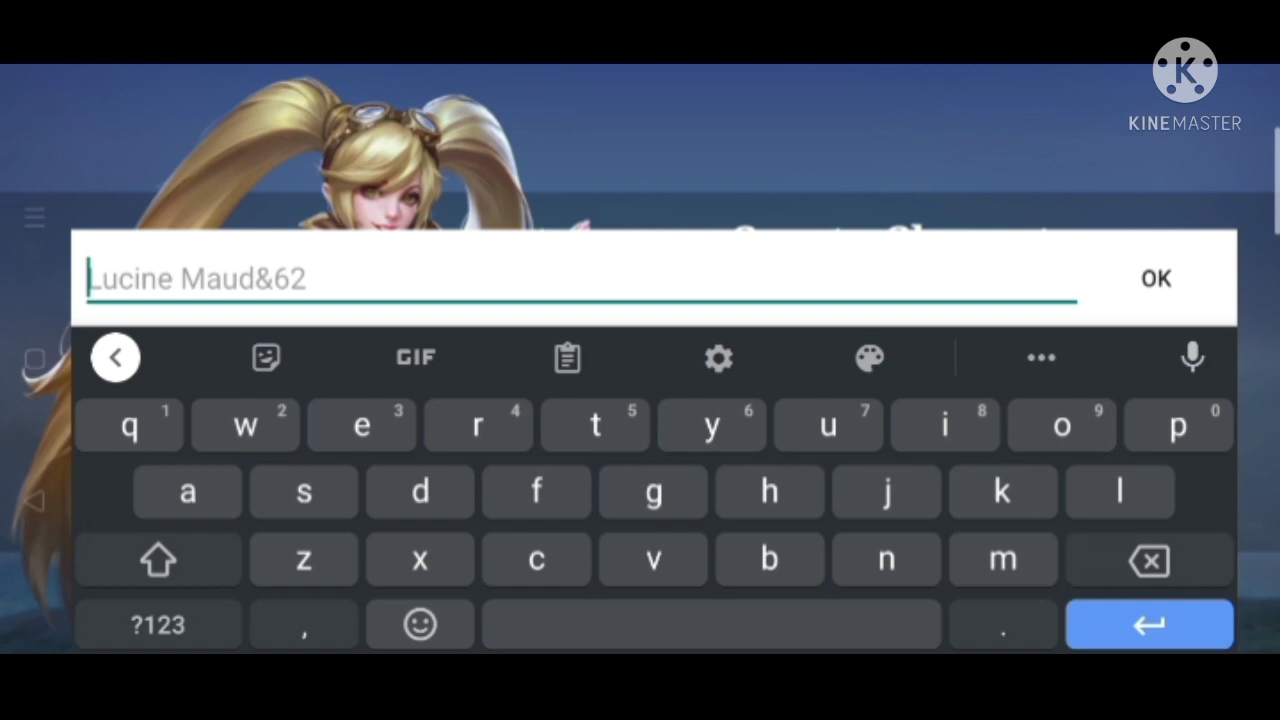 KINEMASTER
Lucine Maud&62
OK
GIF
q 1 w 2 e 3 r 4 t 5 y 6 u 7 i 8 o 9 p 0
a s d f g h j k l
z x c v b n m
?123 , .